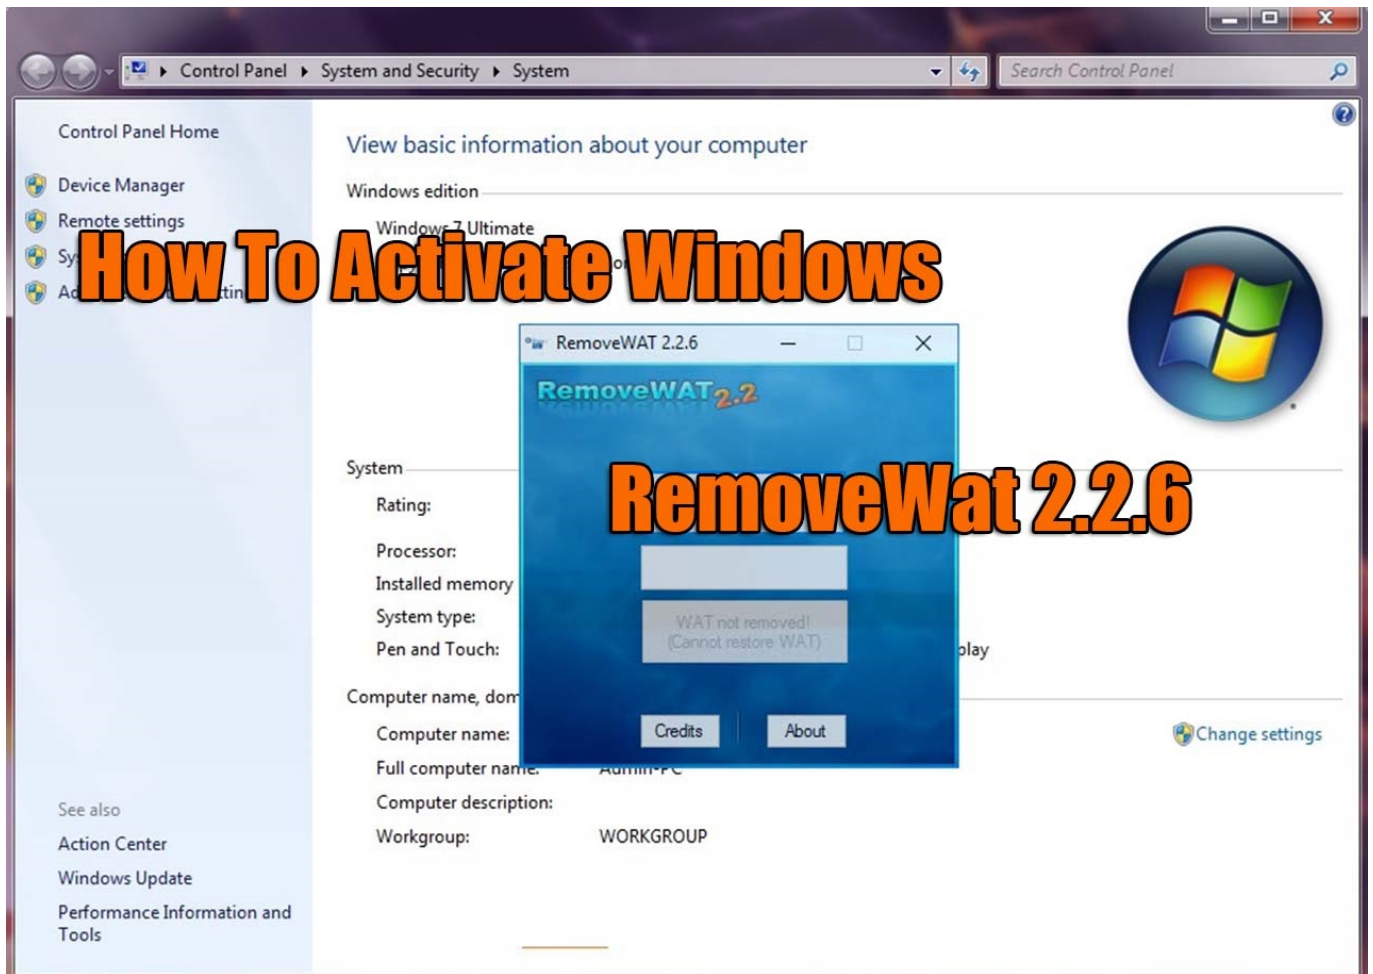 Control Panel ▸ System and Security ▸ System
Search Control Panel
Control Panel Home
View basic information about your computer
Device Manager
Windows edition
Remote settings
Windows 7 Ultimate
How To Activate Windows
RemoveWAT 2.2.6
RemoveWAT 2.2
System
RemoveWat 2.2.6
Rating:
Processor:
Installed memory
System type:
WAT not removed!
(Cannot restore WAT)
Pen and Touch:
play
Computer name, dom
Computer name:
Credits
About
Change settings
Full computer name:
Admin-PC
Computer description:
Workgroup:
WORKGROUP
See also
Action Center
Windows Update
Performance Information and
Tools